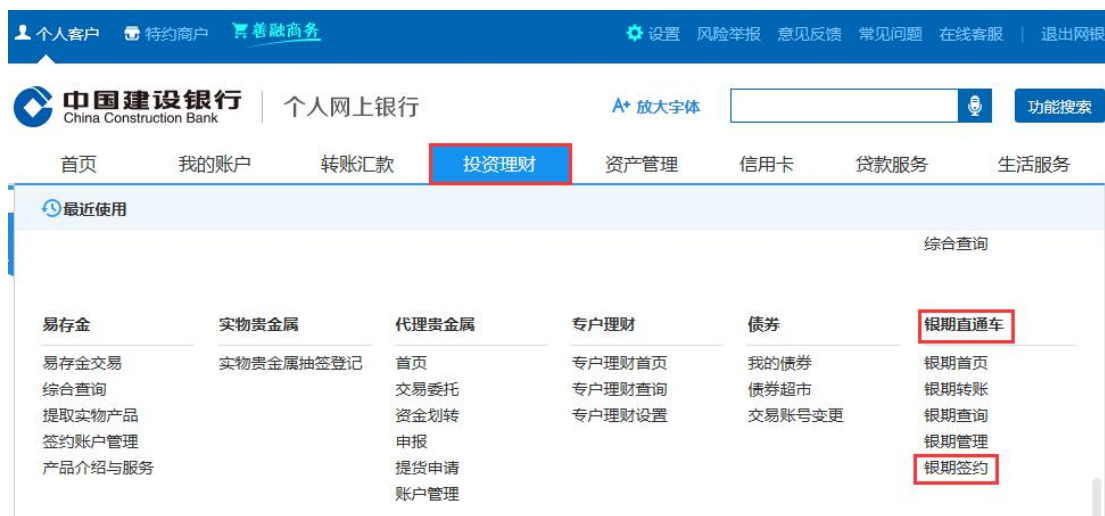 个人客户 特约商户 善融商务 设置 风险举报 意见反馈 常见问题 在线客服 | 退出网银
中国建设银行 个人网上银行 A+ 放大字体 功能搜索
China Construction Bank
首页 我的账户 转账汇款 投资理财 资产管理 信用卡 贷款服务 生活服务
最近使用
综合查询
易存金 实物贵金属 代理贵金属 专户理财 债券 银期直通车
易存金交易 实物贵金属抽签登记 首页 专户理财首页 我的债券 银期首页
综合查询 交易委托 专户理财查询 债券超市 银期转账
提取实物产品 资金划转 专户理财设置 交易账号变更 银期查询
签约账户管理 申报 银期管理
产品介绍与服务 提货申请 银期签约
账户管理